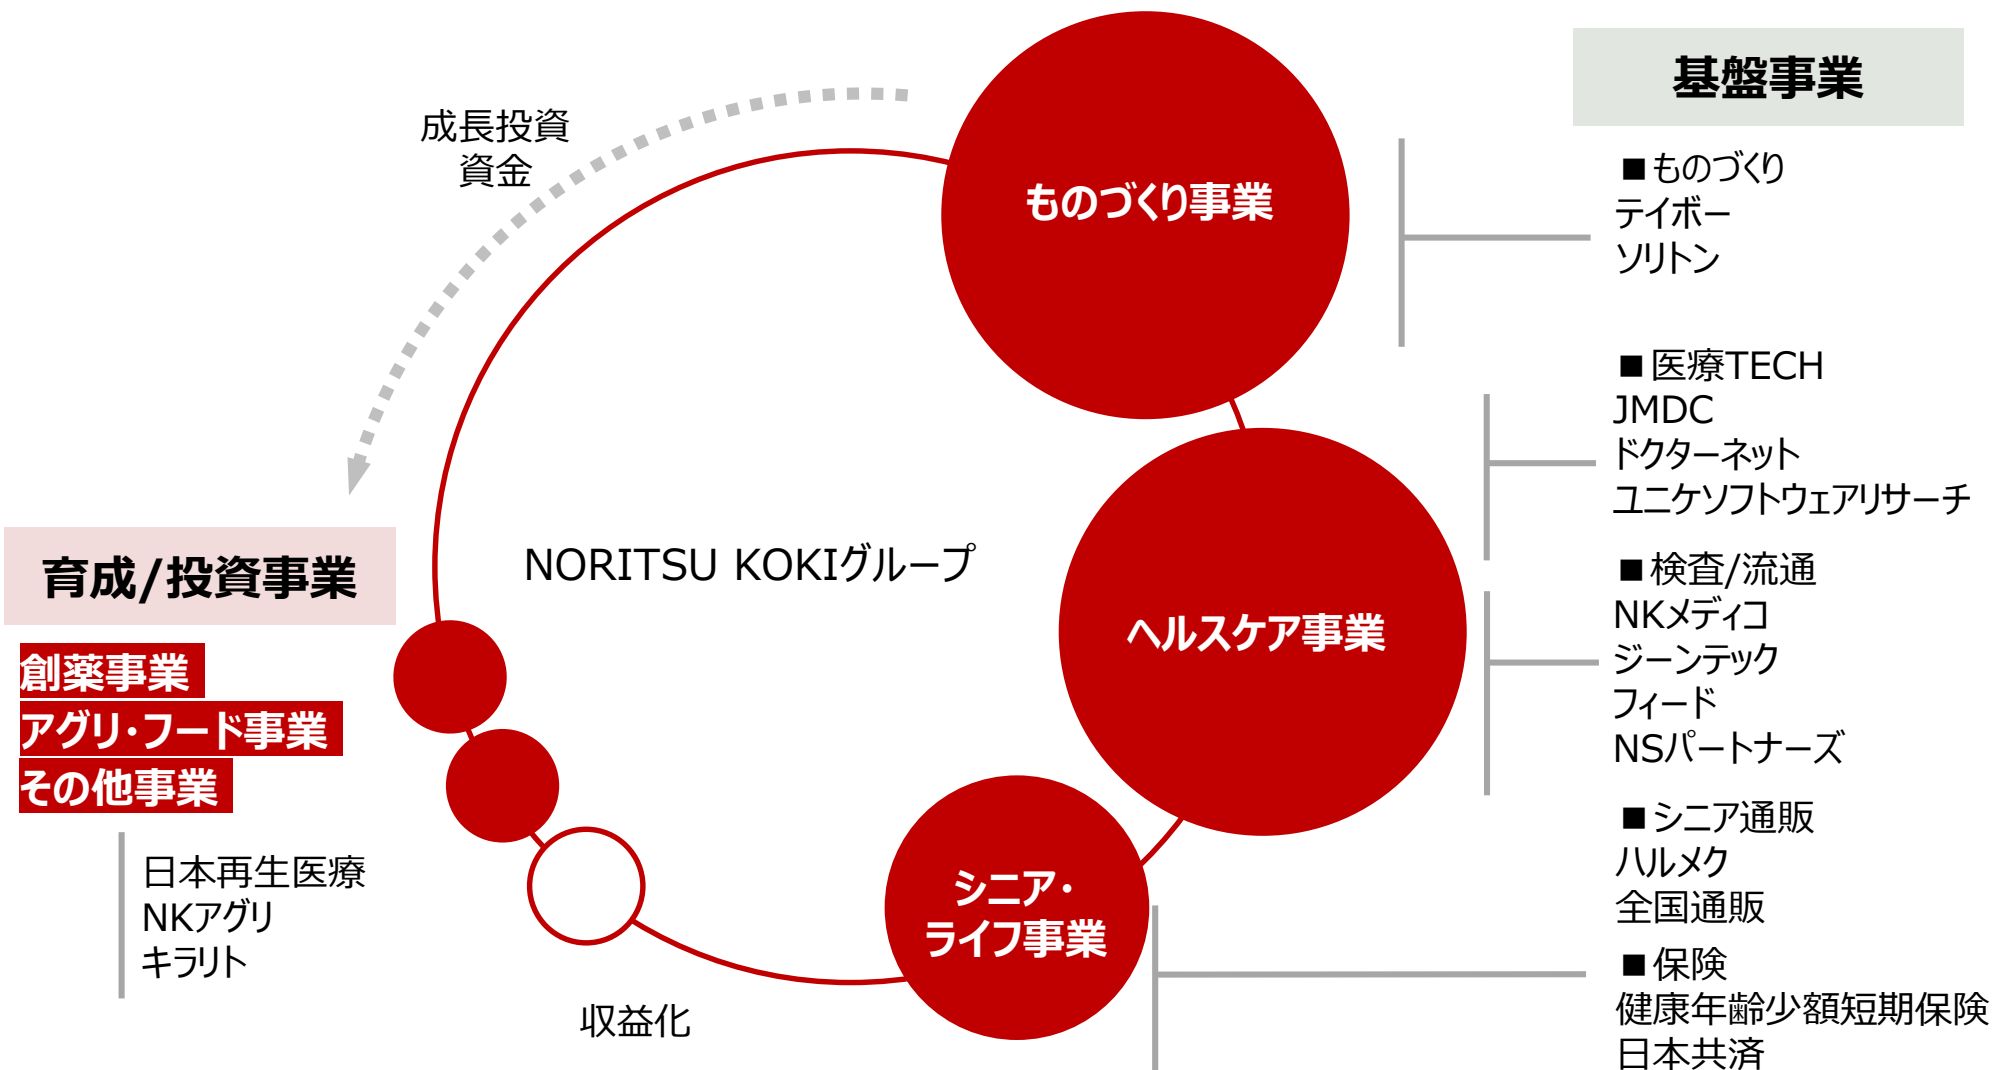 成長投資
資金
ものづくり事業
基盤事業
■ものづくり
テイボー
ソリトン
■医療TECH
JMDC
ドクターネット
ユニケソフトウェアリサーチ
■検査/流通
NKメディコ
ジーンテック
フィード
NSパートナーズ
■シニア通販
ハルメク
全国通販
■保険
健康年齢少額短期保険
日本共済
NORITSU KOKIグループ
ヘルスケア事業
シニア・
ライフ事業
収益化
育成/投資事業
創薬事業
アグリ・フード事業
その他事業
日本再生医療
NKアグリ
キラリト